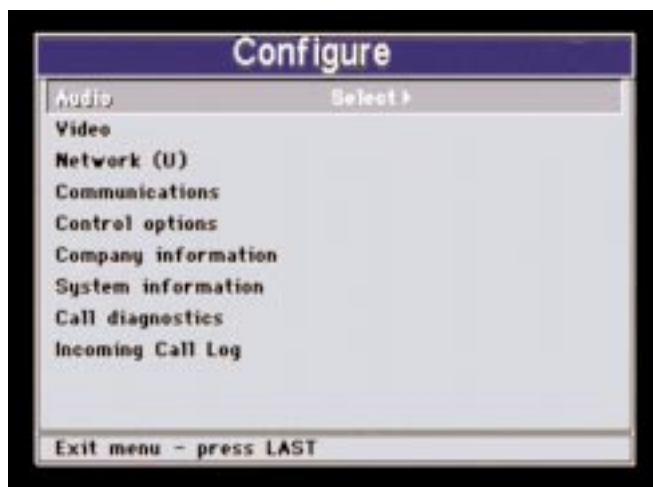 Configure
Audio Select
Video
Network (U)
Communications
Control options
Company information
System information
Call diagnostics
Incoming Call Log
Exit menu - press LAST